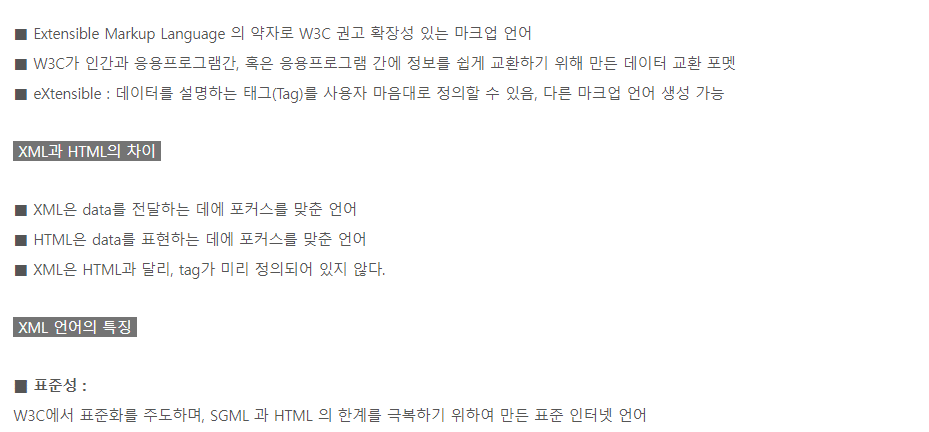 ■ Extensible Markup Language 의 약자로 W3C 권고 확장성 있는 마크업 언어
■ W3C가 인간과 응용프로그램간, 혹은 응용프로그램 간에 정보를 쉽게 교환하기 위해 만든 데이터 교환 포멧
■ eXtensible : 데이터를 설명하는 태그(Tag)를 사용자 마음대로 정의할 수 있음, 다른 마크업 언어 생성 가능
XML과 HTML의 차이
■ XML은 data를 전달하는 데에 포커스를 맞춘 언어
■ HTML은 data를 표현하는 데에 포커스를 맞춘 언어
■ XML은 HTML과 달리, tag가 미리 정의되어 있지 않다.
XML 언어의 특징
■ 표준성 :
W3C에서 표준화를 주도하며, SGML 과 HTML 의 한계를 극복하기 위하여 만든 표준 인터넷 언어